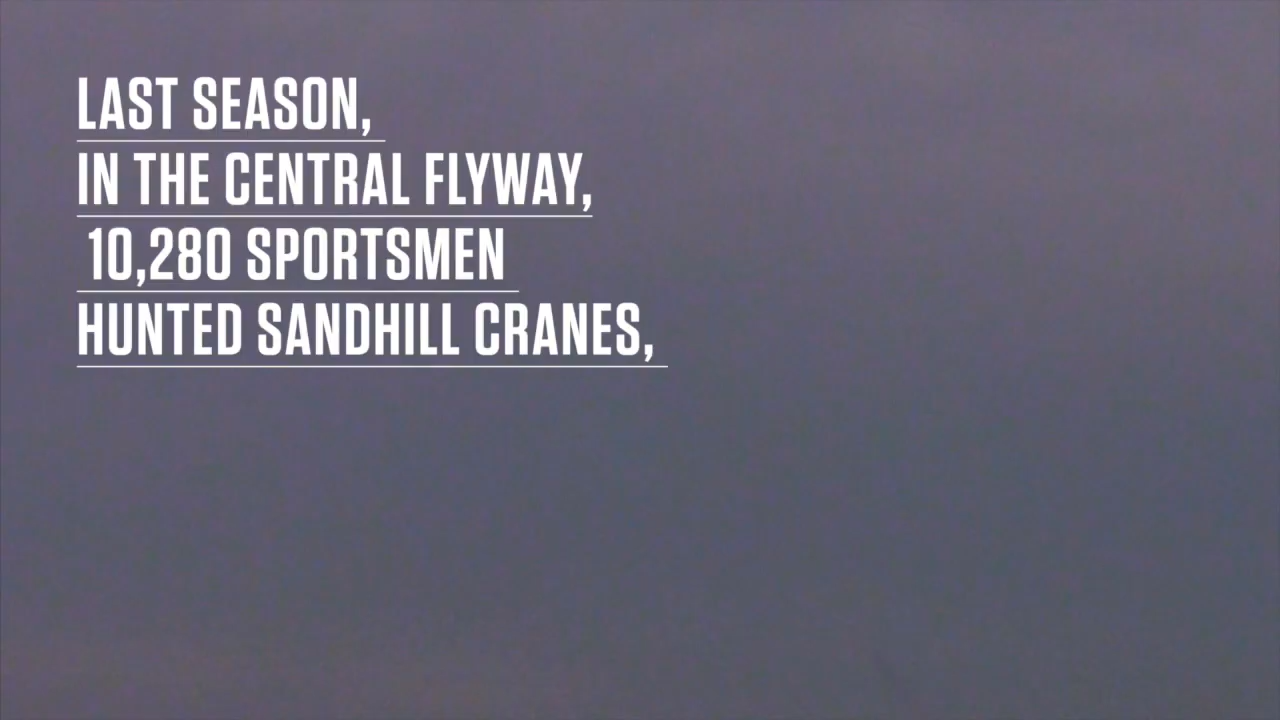 LAST SEASON,
IN THE CENTRAL FLYWAY,
10,280 SPORTSMEN
HUNTED SANDHILL CRANES,